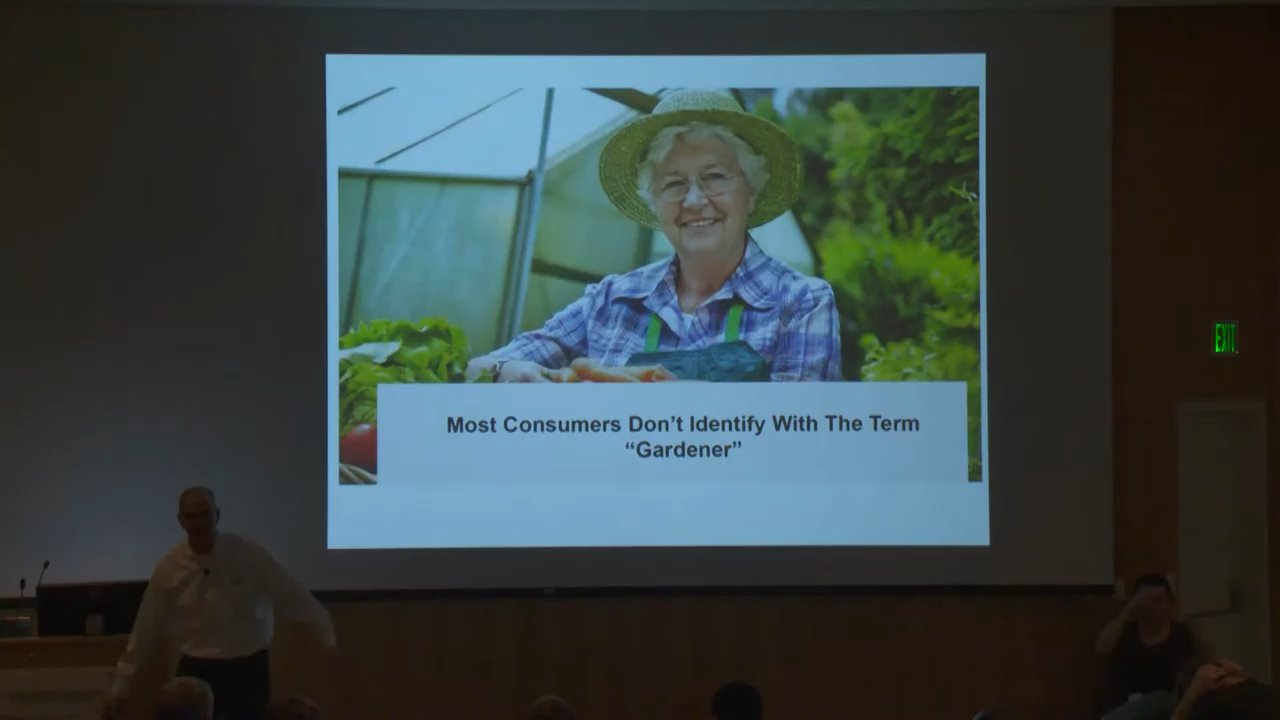 Most Consumers Don’t Identify With The Term
“Gardener”
EXIT